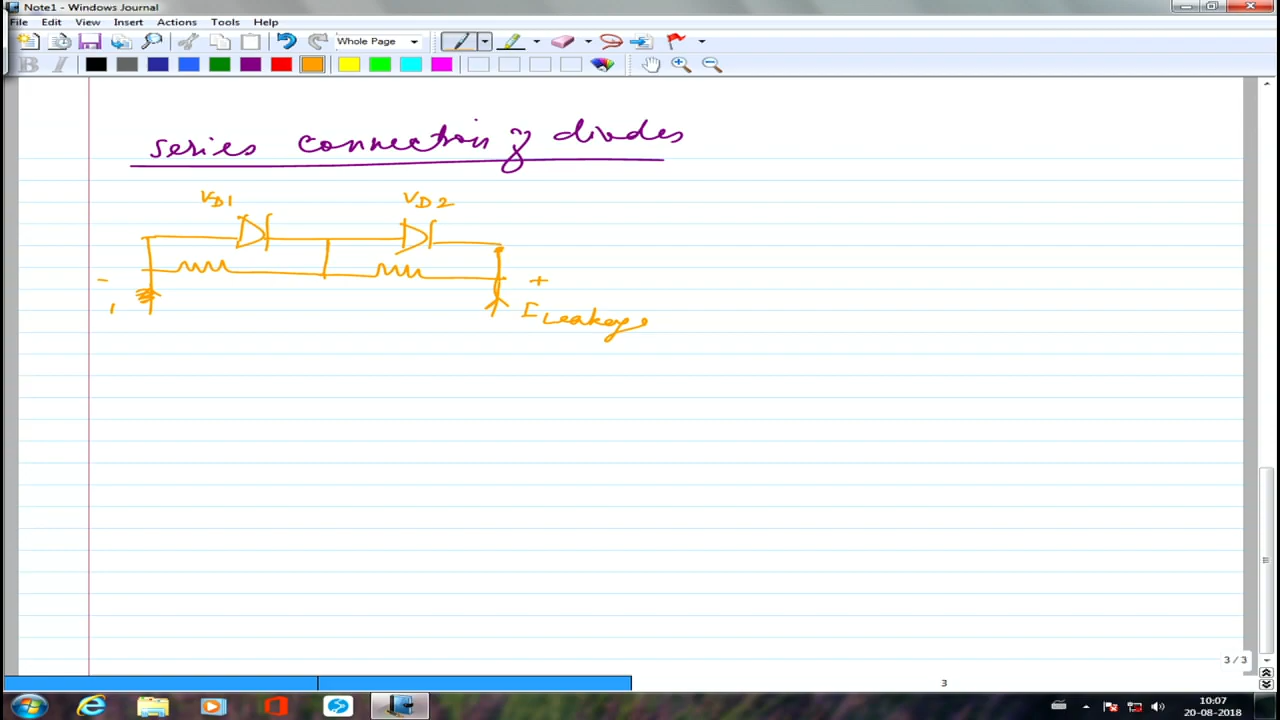 Note1 - Windows Journal
File Edit View Insert Actions Tools Help
Whole Page
B I
series connection of diodes
VD1 VD2
- +
I Leakage
3 / 3
3
10:07
20-08-2018